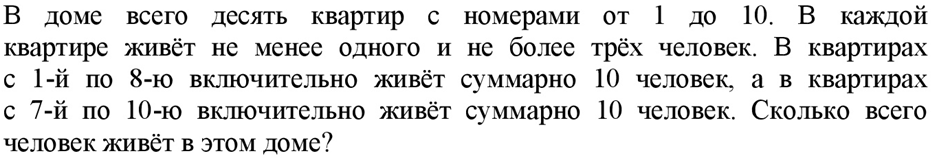 В доме всего десять квартир с номерами от 1 до 10. В каждой
квартире живёт не менее одного и не более трёх человек. В квартирах
с 1-й по 8-ю включительно живёт суммарно 10 человек, а в квартирах
с 7-й по 10-ю включительно живёт суммарно 10 человек. Сколько всего
человек живёт в этом доме?